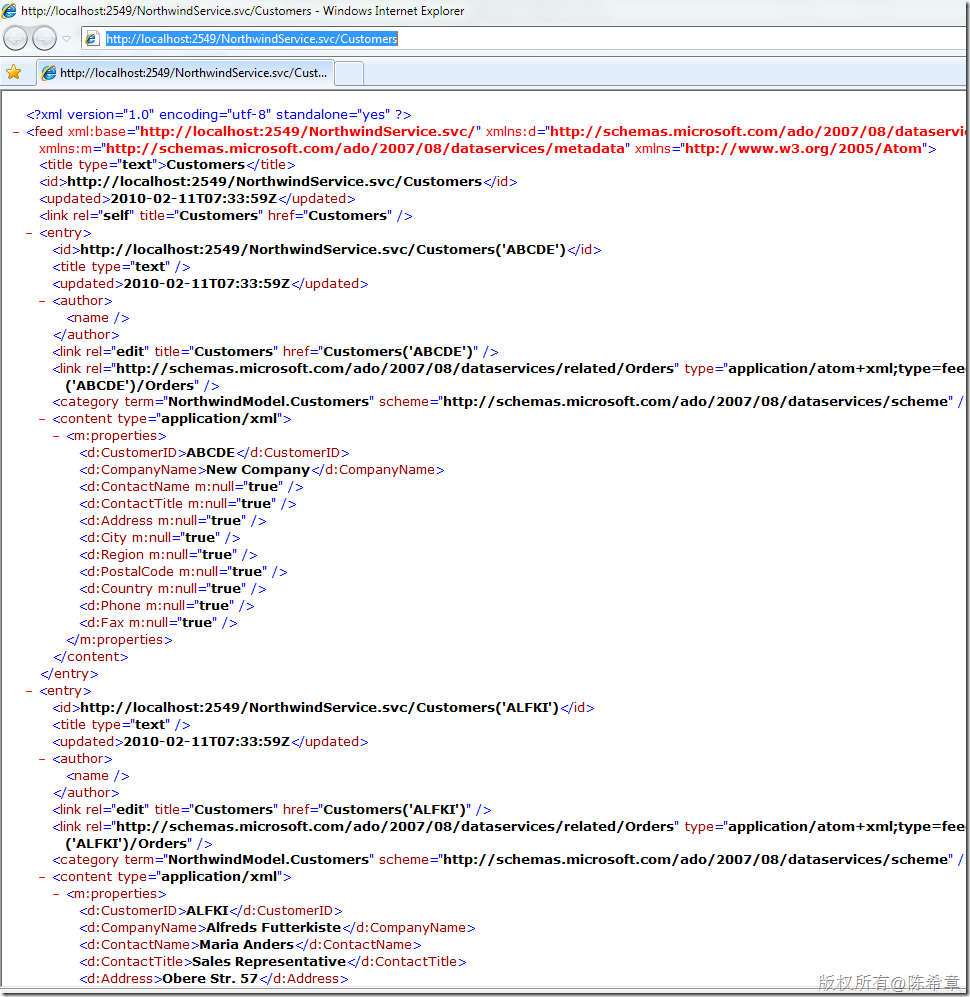 http://localhost:2549/NorthwindService.svc/Customers - Windows Internet Explorer
http://localhost:2549/NorthwindService.svc/Customers
http://localhost:2549/NorthwindService.svc/Cust...
<?xml version="1.0" encoding="utf-8" standalone="yes" ?>
- <feed xml:base="http://localhost:2549/NorthwindService.svc/" xmlns:d="http://schemas.microsoft.com/ado/2007/08/dataservi
xmlns:m="http://schemas.microsoft.com/ado/2007/08/dataservices/metadata" xmlns="http://www.w3.org/2005/Atom">
<title type="text">Customers</title>
<id>http://localhost:2549/NorthwindService.svc/Customers</id>
<updated>2010-02-11T07:33:59Z</updated>
<link rel="self" title="Customers" href="Customers" />
- <entry>
<id>http://localhost:2549/NorthwindService.svc/Customers('ABCDE')</id>
<title type="text" />
<updated>2010-02-11T07:33:59Z</updated>
- <author>
<name />
</author>
<link rel="edit" title="Customers" href="Customers('ABCDE')" />
<link rel="http://schemas.microsoft.com/ado/2007/08/dataservices/related/Orders" type="application/atom+xml;type=fee
('ABCDE')/Orders" />
<category term="NorthwindModel.Customers" scheme="http://schemas.microsoft.com/ado/2007/08/dataservices/scheme" /
- <content type="application/xml">
- <m:properties>
<d:CustomerID>ABCDE</d:CustomerID>
<d:CompanyName>New Company</d:CompanyName>
<d:ContactName m:null="true" />
<d:ContactTitle m:null="true" />
<d:Address m:null="true" />
<d:City m:null="true" />
<d:Region m:null="true" />
<d:PostalCode m:null="true" />
<d:Country m:null="true" />
<d:Phone m:null="true" />
<d:Fax m:null="true" />
</m:properties>
</content>
</entry>
- <entry>
<id>http://localhost:2549/NorthwindService.svc/Customers('ALFKI')</id>
<title type="text" />
<updated>2010-02-11T07:33:59Z</updated>
- <author>
<name />
</author>
<link rel="edit" title="Customers" href="Customers('ALFKI')" />
<link rel="http://schemas.microsoft.com/ado/2007/08/dataservices/related/Orders" type="application/atom+xml;type=fee
('ALFKI')/Orders" />
<category term="NorthwindModel.Customers" scheme="http://schemas.microsoft.com/ado/2007/08/dataservices/scheme" /
- <content type="application/xml">
- <m:properties>
<d:CustomerID>ALFKI</d:CustomerID>
<d:CompanyName>Alfreds Futterkiste</d:CompanyName>
<d:ContactName>Maria Anders</d:ContactName>
<d:ContactTitle>Sales Representative</d:ContactTitle>
<d:Address>Obere Str. 57</d:Address>
版权所有@陈希章